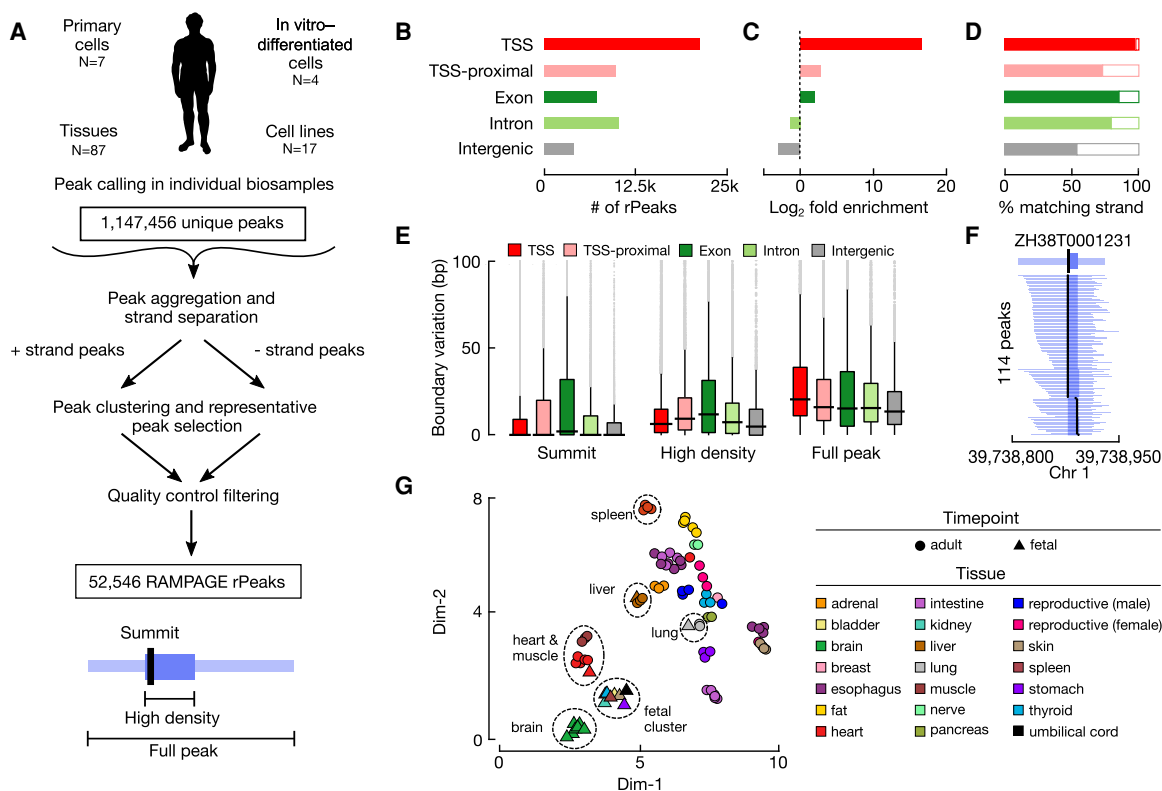 A
Primary
cells
N=7
In vitro–
differentiated
cells
N=4
Tissues
N=87
Cell lines
N=17
Peak calling in individual biosamples
1,147,456 unique peaks
Peak aggregation and
strand separation
+ strand peaks
- strand peaks
Peak clustering and representative
peak selection
Quality control filtering
52,546 RAMPAGE rPeaks
Summit
High density
Full peak
B
TSS
TSS-proximal
Exon
Intron
Intergenic
0
12.5k
25k
# of rPeaks
C
0
10
20
Log2 fold enrichment
D
0
50
100
% matching strand
E
TSS
TSS-proximal
Exon
Intron
Intergenic
Boundary variation (bp)
100
50
0
Summit
High density
Full peak
F
ZH38T0001231
114 peaks
39,738,800
39,738,950
Chr 1
G
Dim-2
8
4
0
spleen
liver
lung
heart &
muscle
brain
fetal
cluster
0
5
10
Dim-1
Timepoint
adult
fetal
Tissue
adrenal
bladder
brain
breast
esophagus
fat
heart
intestine
kidney
liver
lung
muscle
nerve
pancreas
reproductive (male)
reproductive (female)
skin
spleen
stomach
thyroid
umbilical cord